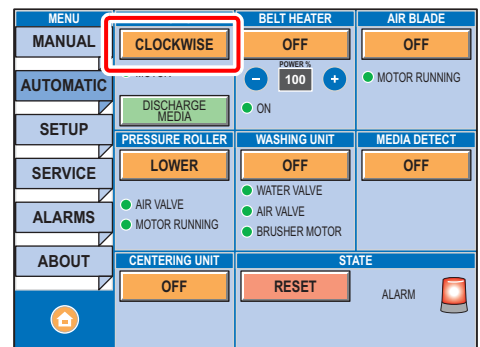 MENU
MANUAL
AUTOMATIC
SETUP
SERVICE
ALARMS
ABOUT
CLOCKWISE
DISCHARGE
MEDIA
BELT HEATER
OFF
POWER %
- 100 +
ON
AIR BLADE
OFF
MOTOR RUNNING
PRESSURE ROLLER
LOWER
AIR VALVE
MOTOR RUNNING
WASHING UNIT
OFF
WATER VALVE
AIR VALVE
BRUSHER MOTOR
MEDIA DETECT
OFF
CENTERING UNIT
OFF
STATE
RESET
ALARM